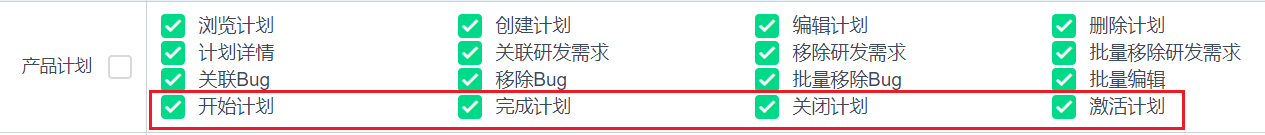 浏览计划 创建计划 编辑计划 删除计划
产品计划 计划详情 关联研发需求 移除研发需求 批量移除研发需求
关联Bug 移除Bug 批量移除Bug 批量编辑
开始计划 完成计划 关闭计划 激活计划